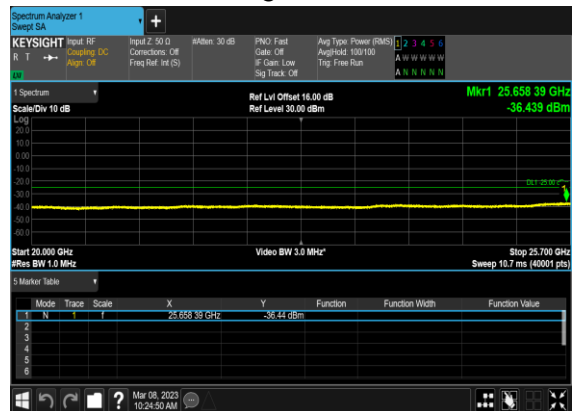 Spectrum Analyzer 1
Swept SA
+
KEYSIGHT Input: RF Input Z: 50 Ω #Atten: 30 dB PNO: Fast Avg Type: Power (RMS) 1 2 3 4 5 6
R T Coupling: DC Corrections: Off Gate: Off Avg|Hold: 100/100 A W W W W W
Align: Off Freq Ref: Int (S) IF Gain: Low Trig: Free Run
Sig Track: Off A N N N N N
1 Spectrum Ref Lvl Offset 16.00 dB Mkr1 25.658 39 GHz
Scale/Div 10 dB Ref Level 30.00 dBm -36.439 dBm
Log
20.0
10.0
0.00
-10.0
-20.0
DL1 -25.00
-30.0
-40.0
-50.0
-60.0
Start 20.000 GHz Video BW 3.0 MHz* Stop 25.700 GHz
#Res BW 1.0 MHz Sweep 10.7 ms (40001 pts)
5 Marker Table
Mode Trace Scale X Y Function Function Width Function Value
1 N 1 f 25.658 39 GHz -36.44 dBm
2
3
4
5
6
? Mar 08, 2023
10:24:50 AM